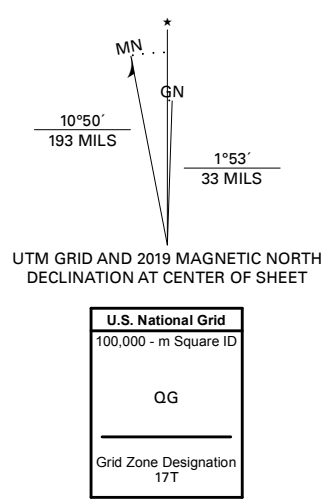 ★
MN
GN
10°50´
193 MILS
1°53´
33 MILS
UTM GRID AND 2019 MAGNETIC NORTH
DECLINATION AT CENTER OF SHEET
U.S. National Grid
100,000 - m Square ID
QG
Grid Zone Designation
17T